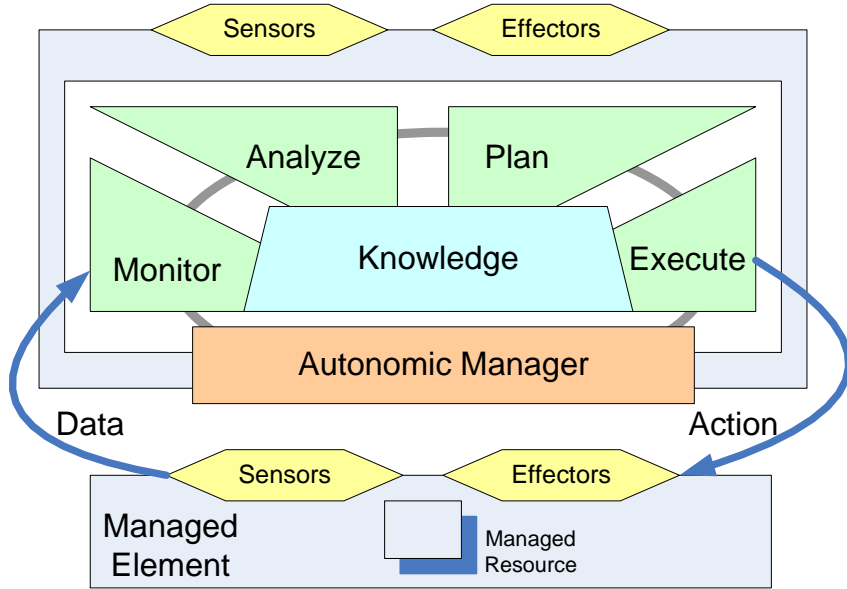 Sensors
Effectors
Analyze
Plan
Monitor
Knowledge
Execute
Autonomic Manager
Data
Action
Sensors
Effectors
Managed
Element
Managed
Resource